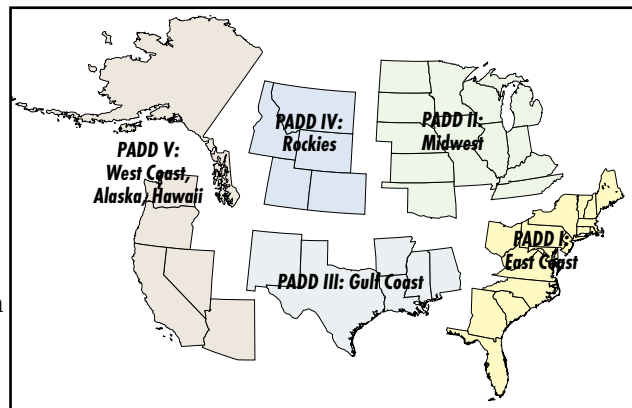 PADD IV:
Rockies
PADD II:
Midwest
PADD V:
West Coast,
Alaska, Hawaii
PADD I:
East Coast
PADD III: Gulf Coast